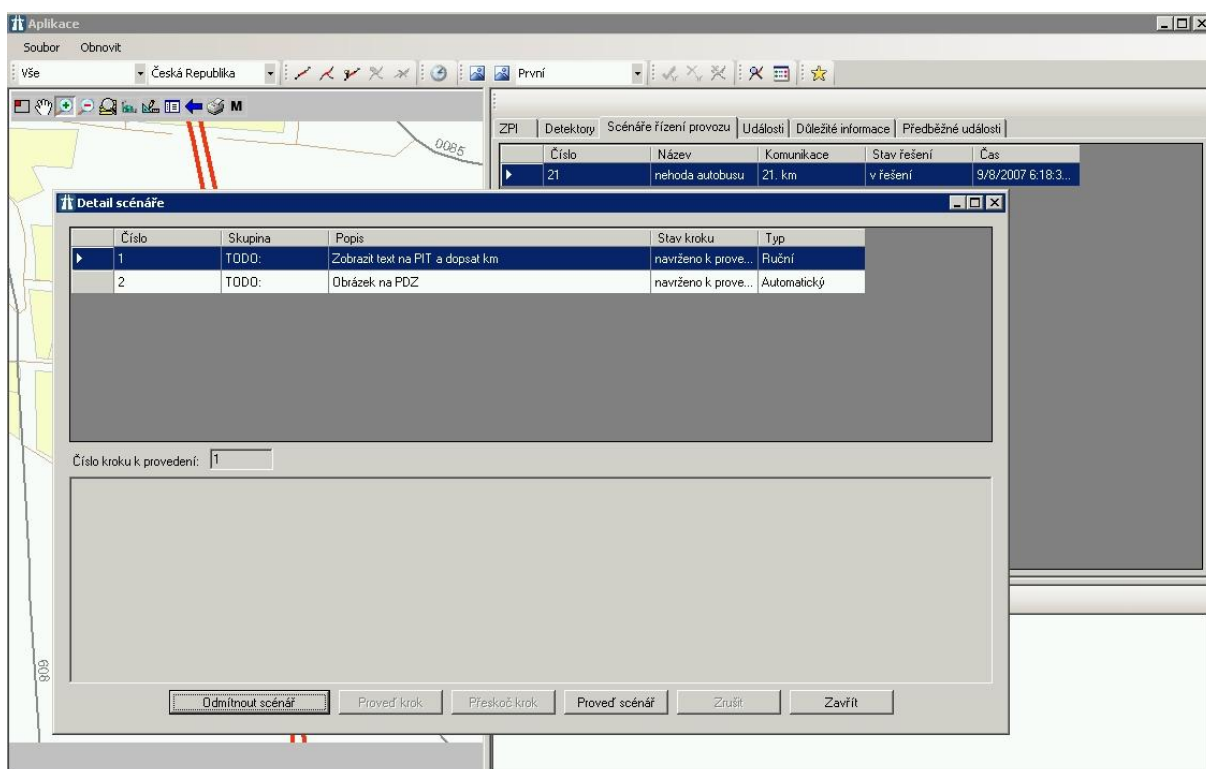 Aplikace
Soubor Obnovit
Vše Česká Republika První
M
ZPI Detektory Scénáře řízení provozu Události Důležité informace Předběžné události
0085
Číslo Název Komunikace Stav řešení Čas
21 nehoda autobusu 21. km v řešení 9/8/2007 6:18:3...
Detail scénáře
Číslo Skupina Popis Stav kroku Typ
1 TODO: Zobrazit text na PIT a dopsat km navrženo k prove... Ruční
2 TODO: Obrázek na PDZ navrženo k prove... Automatický
Číslo kroku k provedení: 1
608
Odmítnout scénář Proveď krok Přeskoč krok Proveď scénář Zrušit Zavřít